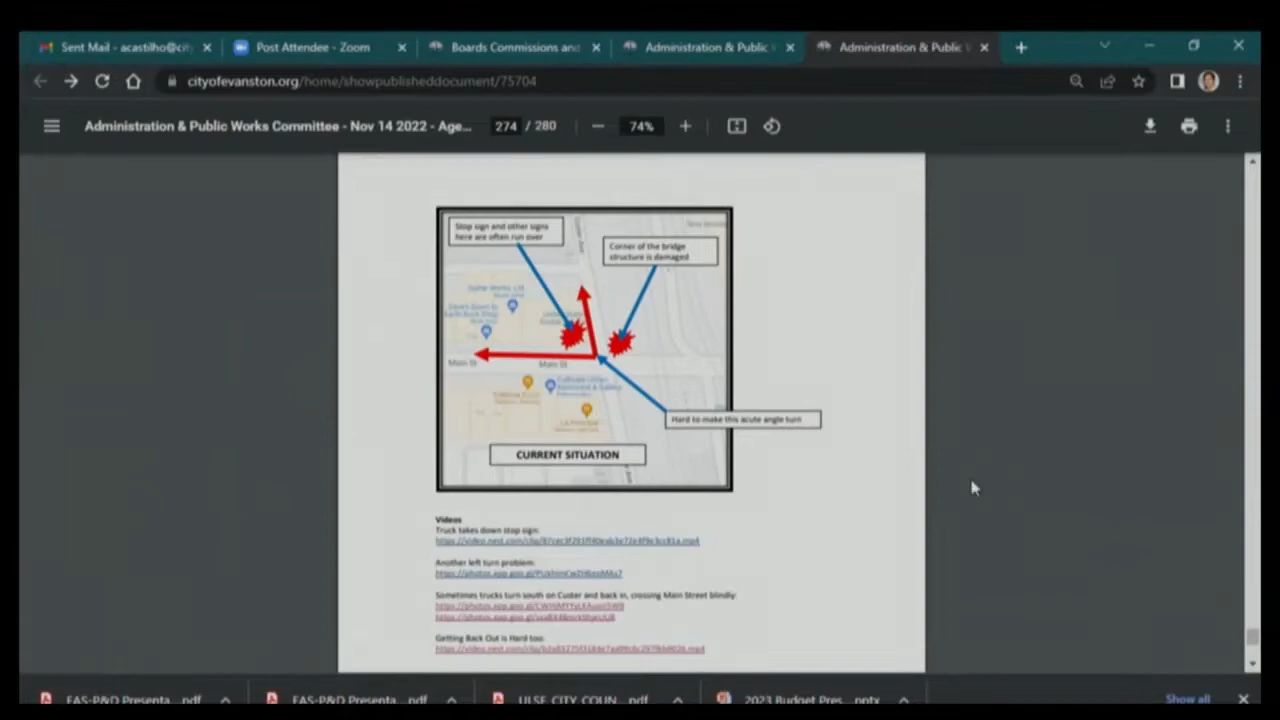 Sent Mail - acastilho@city
Post Attendee - Zoom
Boards Commissions and
Administration & Public W
Administration & Public W
cityofevanston.org/home/showpublisheddocument/75704
Administration & Public Works Committee - Nov 14 2022 - Age...
274 / 280
74%
Stop sign and other signs
here are often run over
Corner of the bridge
structure is damaged
Main St
Main St
Hard to make this acute angle turn
CURRENT SITUATION
Videos
Truck takes down stop sign:
Another left turn problem:
Sometimes trucks turn south on Custer and back in, crossing Main Street blindly:
Getting Back Out is Hard too:
EAS-P&D Presenta....pdf
EAS-P&D Presenta....pdf
ULSE_CITY_COUN....pdf
2023 Budget Pres....pptx
Show all